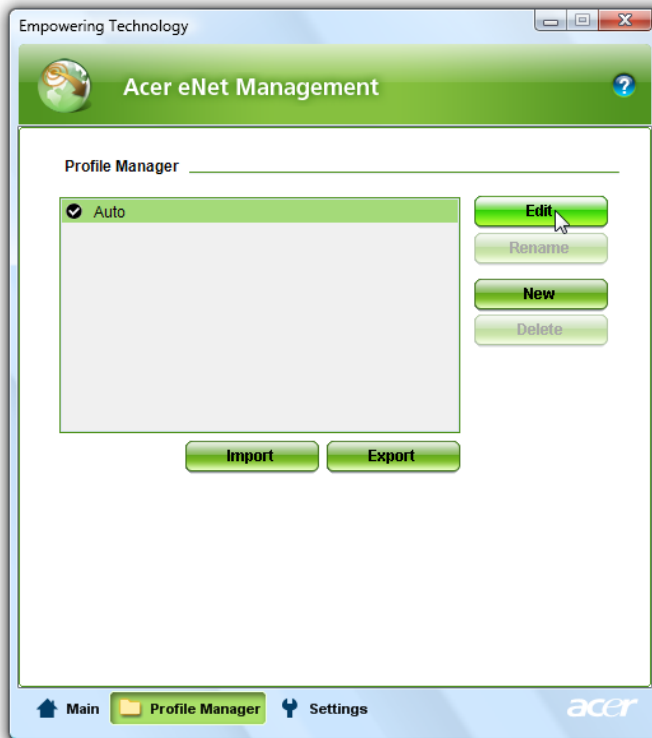 Empowering Technology
Acer eNet Management
?
Profile Manager
Auto
Edit
Rename
New
Delete
Import Export
Main Profile Manager Settings acer